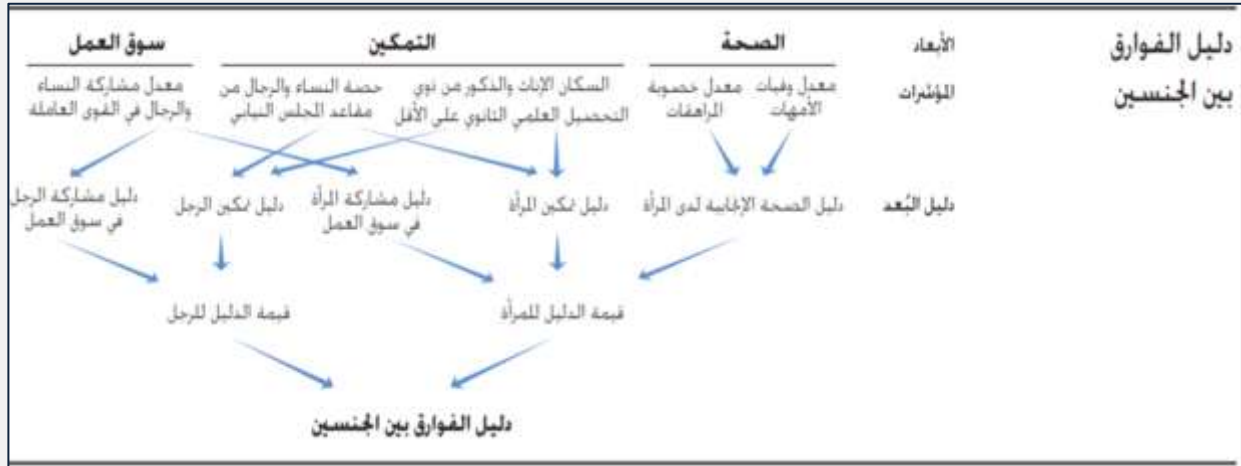 دليل الفوارق
بين الجنسين
الأبعاد
الصحة
التمكين
سوق العمل
المؤشرات
معدل وفيات
الأمهات
معدل خصوبة
المراهقات
السكان الإناث والذكور من ذوي
التحصيل العلمي الثانوي على الأقل
حصة النساء والرجال من
مقاعد المجلس النيابي
معدل مشاركة النساء
والرجال في القوى العاملة
دليل البُعد
دليل الصحة الإنجابية لدى المرأة
دليل تمكين المرأة
دليل مشاركة المرأة
في سوق العمل
دليل تمكين الرجل
دليل مشاركة الرجل
في سوق العمل
قيمة الدليل للمرأة
قيمة الدليل للرجل
دليل الفوارق بين الجنسين